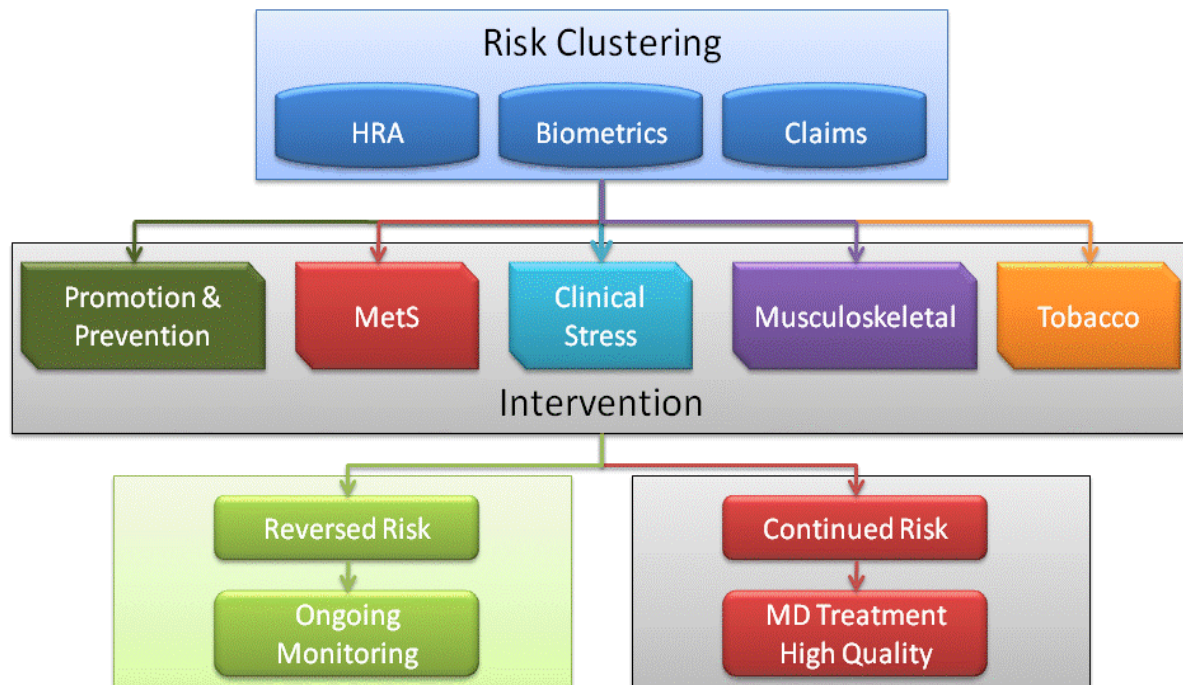 Risk Clustering
HRA
Biometrics
Claims
Promotion &
Prevention
MetS
Clinical
Stress
Musculoskeletal
Tobacco
Intervention
Reversed Risk
Continued Risk
Ongoing
Monitoring
MD Treatment
High Quality